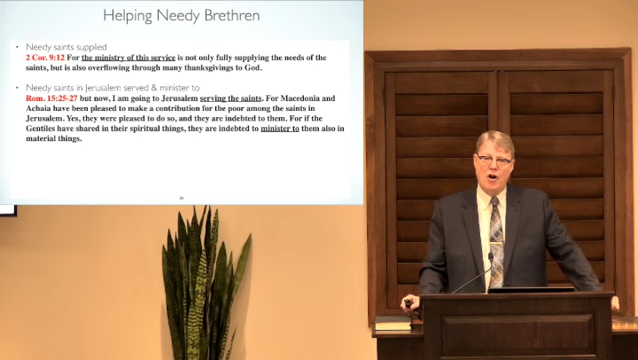 Helping Needy Brethren
• Needy saints supplied
2 Cor. 9:12 For the ministry of this service is not only fully supplying the needs of the
saints, but is also overflowing through many thanksgivings to God.
• Needy saints in Jerusalem served & minister to
Rom. 15:25-27 but now, I am going to Jerusalem serving the saints. For Macedonia and
Achaia have been pleased to make a contribution for the poor among the saints in
Jerusalem. Yes, they were pleased to do so, and they are indebted to them. For if the
Gentiles have shared in their spiritual things, they are indebted to minister to them also in
material things.